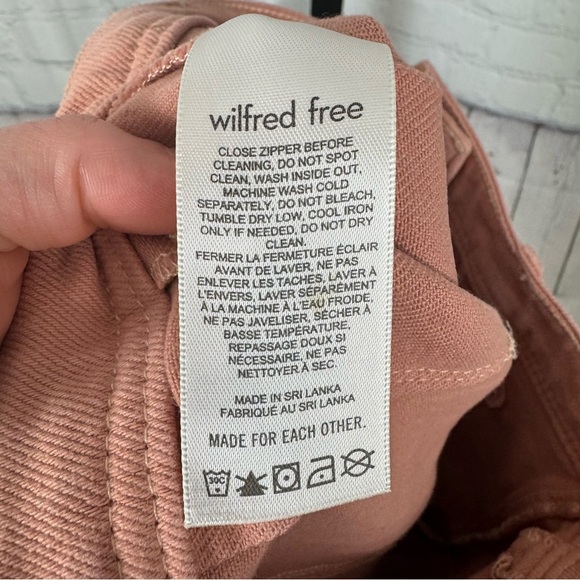 wilfred free
CLOSE ZIPPER BEFORE
CLEANING, DO NOT SPOT
CLEAN, WASH INSIDE OUT,
MACHINE WASH COLD
SEPARATELY, DO NOT BLEACH,
TUMBLE DRY LOW, COOL IRON
ONLY IF NEEDED, DO NOT DRY
CLEAN.
FERMER LA FERMETURE ÉCLAIR
AVANT DE LAVER, NE PAS
ENLEVER LES TACHES, LAVER À
L'ENVERS, LAVER SÉPARÉMENT
À LA MACHINE À L'EAU FROIDE,
NE PAS JAVELISER, SÉCHER À
BASSE TEMPÉRATURE,
REPASSAGE DOUX SI
NÉCESSAIRE, NE PAS
NETTOYER À SEC.
MADE IN SRI LANKA
FABRIQUÉ AU SRI LANKA
MADE FOR EACH OTHER.
30C